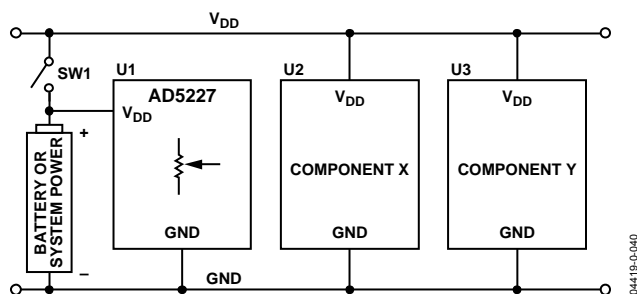 VDD
SW1
U1
U2
U3
AD5227
VDD
VDD
VDD
+
BATTERY OR
SYSTEM POWER
–
COMPONENT X
COMPONENT Y
GND
GND
GND
GND
04419-0-040